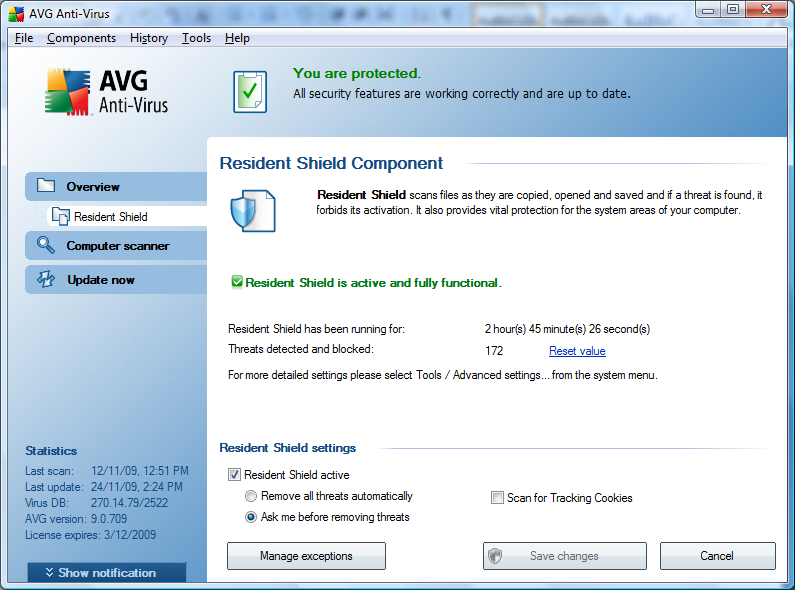 AVG Anti-Virus
File Components History Tools Help
AVG
Anti-Virus
You are protected.
All security features are working correctly and are up to date.
Overview
Resident Shield
Computer scanner
Update now
Resident Shield Component
Resident Shield scans files as they are copied, opened and saved and if a threat is found, it
forbids its activation. It also provides vital protection for the system areas of your computer.
Resident Shield is active and fully functional.
Resident Shield has been running for: 2 hour(s) 45 minute(s) 26 second(s)
Threats detected and blocked: 172 Reset value
For more detailed settings please select Tools / Advanced settings... from the system menu.
Resident Shield settings
Resident Shield active
Remove all threats automatically
Scan for Tracking Cookies
Ask me before removing threats
Manage exceptions Save changes Cancel
Statistics
Last scan: 12/11/09, 12:51 PM
Last update: 24/11/09, 2:24 PM
Virus DB: 270.14.79/2522
AVG version: 9.0.709
License expires: 3/12/2009
Show notification